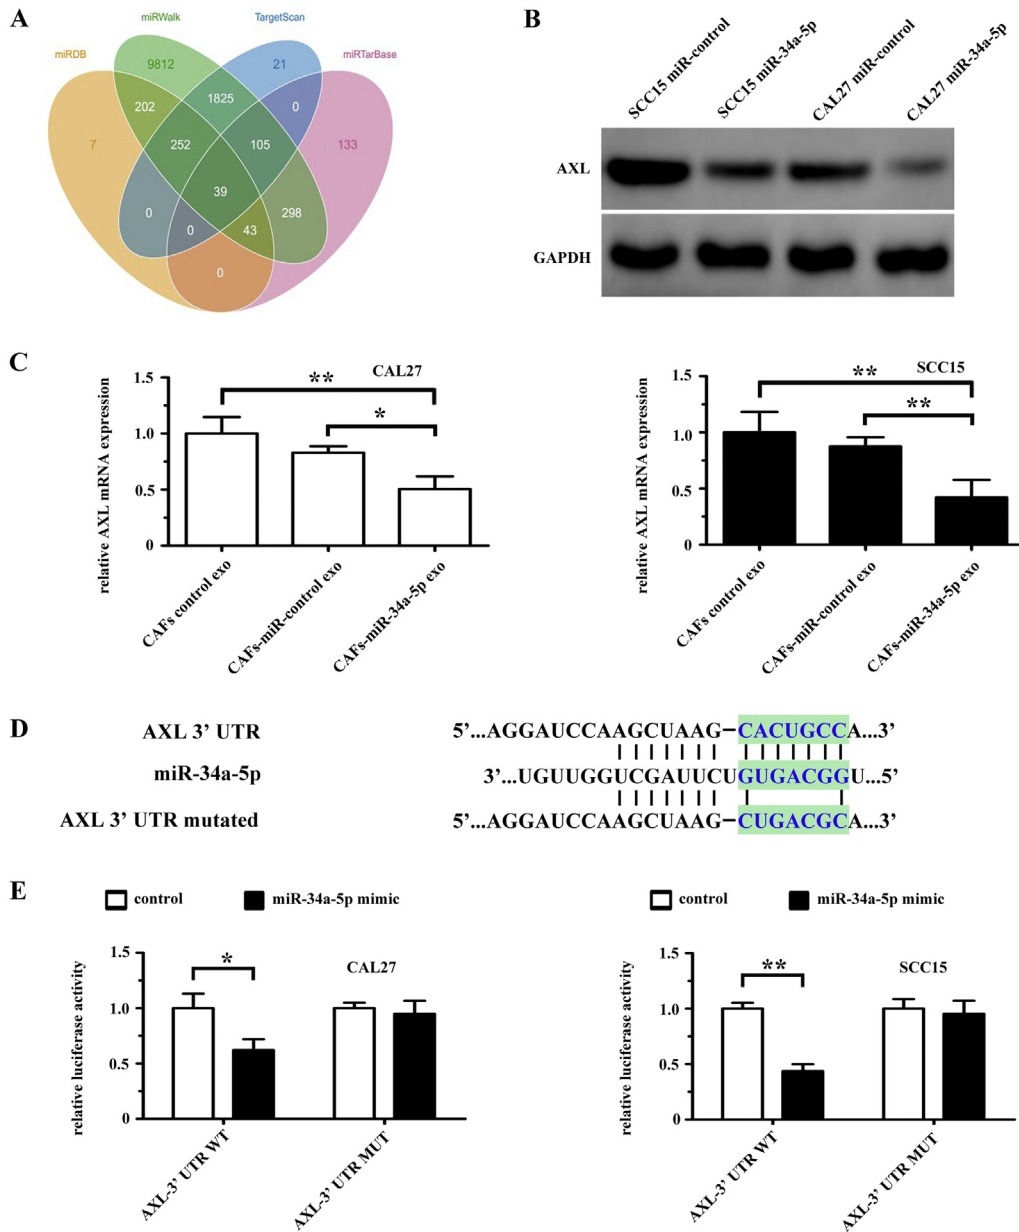 A
miRDB
miRWalk
TargetScan
miRTarBase
9812
21
202
1825
0
7
252
105
133
39
0
0
43
298
0
B
SCC15 miR-control
SCC15 miR-34a-5p
CAL27 miR-control
CAL27 miR-34a-5p
AXL
GAPDH
C
relative AXL mRNA expression
1.5
1.0
0.5
0
CAL27
**
*
CAFs control exo
CAFs-miR-control exo
CAFs-miR-34a-5p exo
relative AXL mRNA expression
1.5
1.0
0.5
0
SCC15
**
**
CAFs control exo
CAFs-miR-control exo
CAFs-miR-34a-5p exo
D
AXL 3' UTR 5'...AGGAUCCAAGCUAAG–CACUGCCA...3'
miR-34a-5p 3'...UGUUGGUCGAUUCUGUGACGGU...5'
AXL 3' UTR mutated 5'...AGGAUCCAAGCUAAG–CUGACGCA...3'
E
control miR-34a-5p mimic
relative luciferase activity
1.5
1.0
0.5
0
CAL27
*
AXL-3' UTR WT
AXL-3' UTR MUT
control miR-34a-5p mimic
relative luciferase activity
1.5
1.0
0.5
0
SCC15
**
AXL-3' UTR WT
AXL-3' UTR MUT